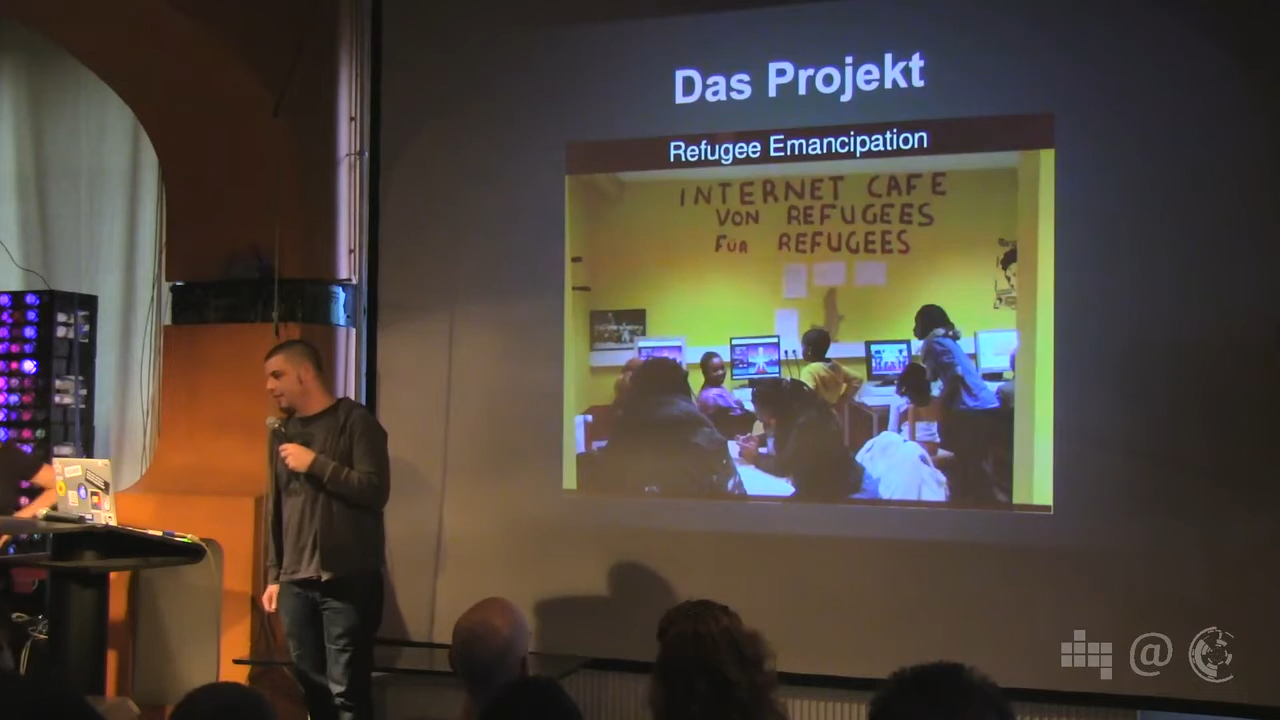 Das Projekt
Refugee Emancipation
INTERNET CAFE
VON REFUGEES
FÜR REFUGEES